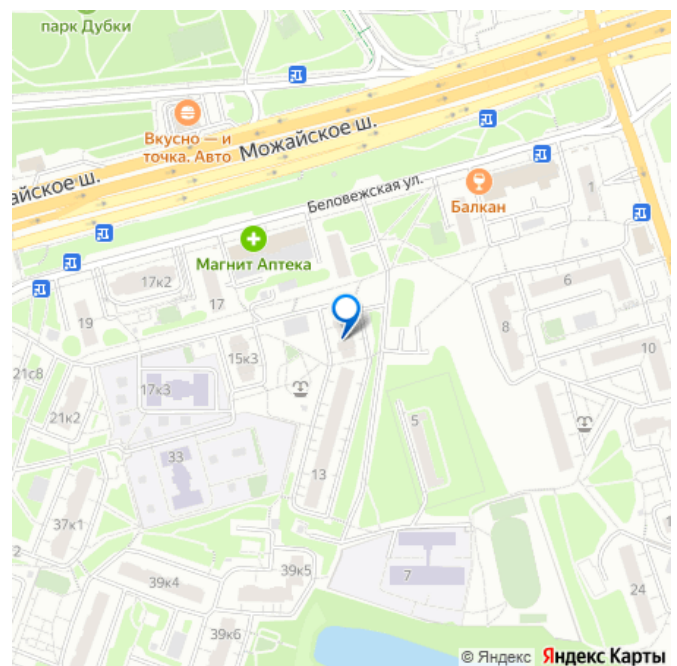 парк Дубки
Вкусно — и
точка. Авто
Можайское ш.
айское ш.
Беловежская ул.
Балкан
1
Магнит Аптека
17к2
17
6
19
8
15к3
10
21с8
17к3
21к2
5
33
13
37к1
1
2
39к4
39к5
7
24
39к6
© Яндекс Яндекс Карты